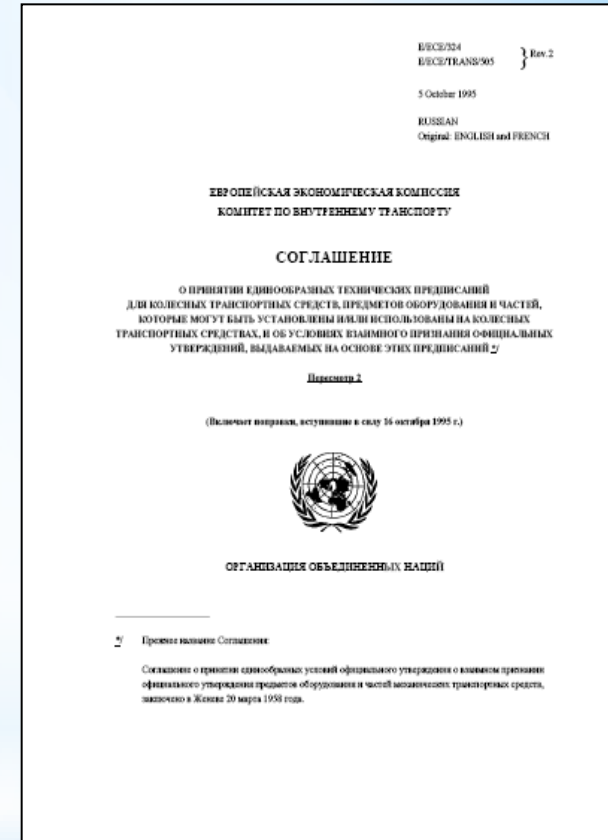 E/ECE/324
E/ECE/TRANS/505
} Rev.2
5 October 1995
RUSSIAN
Original: ENGLISH and FRENCH
ЕВРОПЕЙСКАЯ ЭКОНОМИЧЕСКАЯ КОМИССИЯ
КОМИТЕТ ПО ВНУТРЕННЕМУ ТРАНСПОРТУ
СОГЛАШЕНИЕ
О ПРИНЯТИИ ЕДИНООБРАЗНЫХ ТЕХНИЧЕСКИХ ПРЕДПИСАНИЙ
ДЛЯ КОЛЕСНЫХ ТРАНСПОРТНЫХ СРЕДСТВ, ПРЕДМЕТОВ ОБОРУДОВАНИЯ И ЧАСТЕЙ,
КОТОРЫЕ МОГУТ БЫТЬ УСТАНОВЛЕНЫ И/ИЛИ ИСПОЛЬЗОВАНЫ НА КОЛЕСНЫХ
ТРАНСПОРТНЫХ СРЕДСТВАХ, И ОБ УСЛОВИЯХ ВЗАИМНОГО ПРИЗНАНИЯ ОФИЦИАЛЬНЫХ
УТВЕРЖДЕНИЙ, ВЫДАВАЕМЫХ НА ОСНОВЕ ЭТИХ ПРЕДПИСАНИЙ */
Пересмотр 2
(Включает поправки, вступившие в силу 16 октября 1995 г.)
ОРГАНИЗАЦИЯ ОБЪЕДИНЕННЫХ НАЦИЙ
*/ Прежнее название Соглашения:
Соглашение о принятии единообразных условий официального утверждения о взаимном признании
официального утверждения предметов оборудования и частей механических транспортных средств,
заключено в Женеве 20 марта 1958 года.